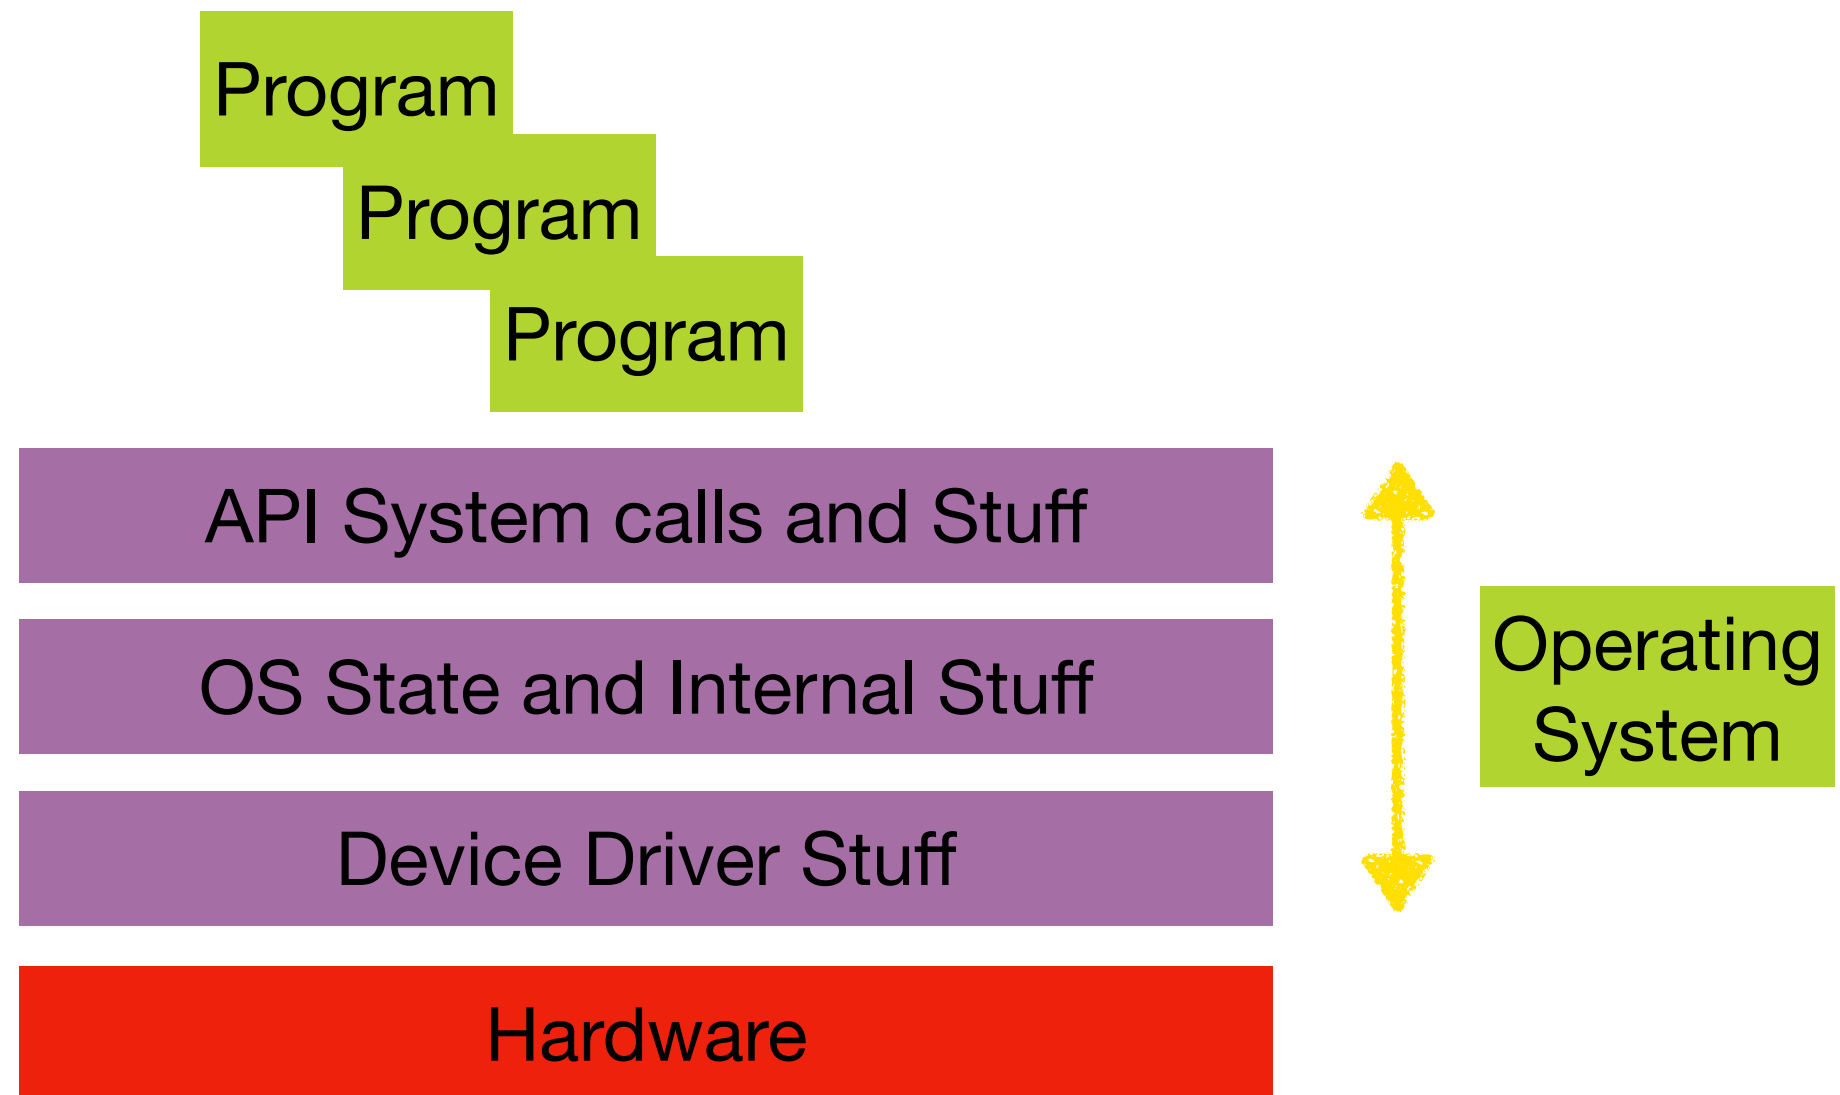 Program
Program
Program
API System calls and Stuff
OS State and Internal Stuff
Device Driver Stuff
Hardware
Operating
System